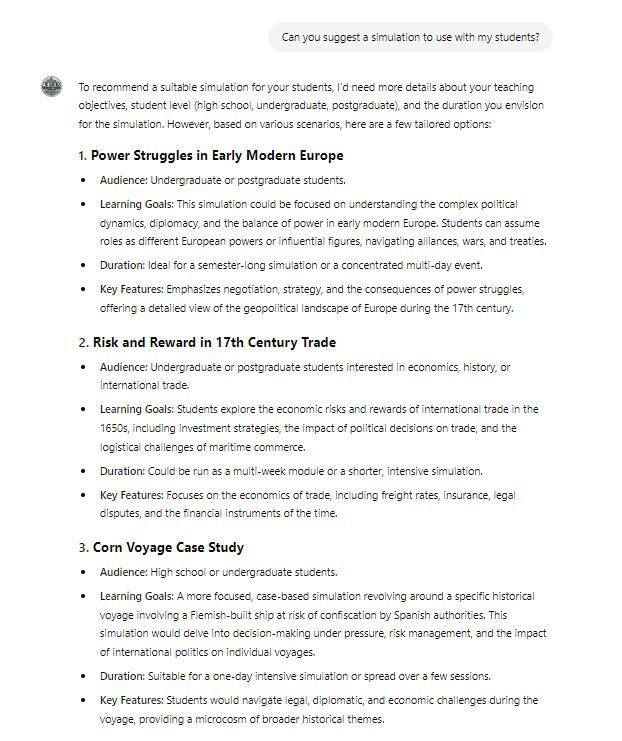 Can you suggest a simulation to use with my students?
To recommend a suitable simulation for your students, I'd need more details about your teaching
objectives, student level (high school, undergraduate, postgraduate), and the duration you envision
for the simulation. However, based on various scenarios, here are a few tailored options:
1. Power Struggles in Early Modern Europe
• Audience: Undergraduate or postgraduate students.
• Learning Goals: This simulation could be focused on understanding the complex political
dynamics, diplomacy, and the balance of power in early modern Europe. Students can assume
roles as different European powers or influential figures, navigating alliances, wars, and treaties.
• Duration: Ideal for a semester-long simulation or a concentrated multi-day event.
• Key Features: Emphasizes negotiation, strategy, and the consequences of power struggles,
offering a detailed view of the geopolitical landscape of Europe during the 17th century.
2. Risk and Reward in 17th Century Trade
• Audience: Undergraduate or postgraduate students interested in economics, history, or
international trade.
• Learning Goals: Students explore the economic risks and rewards of international trade in the
1650s, including investment strategies, the impact of political decisions on trade, and the
logistical challenges of maritime commerce.
• Duration: Could be run as a multi-week module or a shorter, intensive simulation.
• Key Features: Focuses on the economics of trade, including freight rates, insurance, legal
disputes, and the financial instruments of the time.
3. Corn Voyage Case Study
• Audience: High school or undergraduate students.
• Learning Goals: A more focused, case-based simulation revolving around a specific historical
voyage involving a Flemish-built ship at risk of confiscation by Spanish authorities. This
simulation would delve into decision-making under pressure, risk management, and the impact
of international politics on individual voyages.
• Duration: Suitable for a one-day intensive simulation or spread over a few sessions.
• Key Features: Students would navigate legal, diplomatic, and economic challenges during the
voyage, providing a microcosm of broader historical themes.